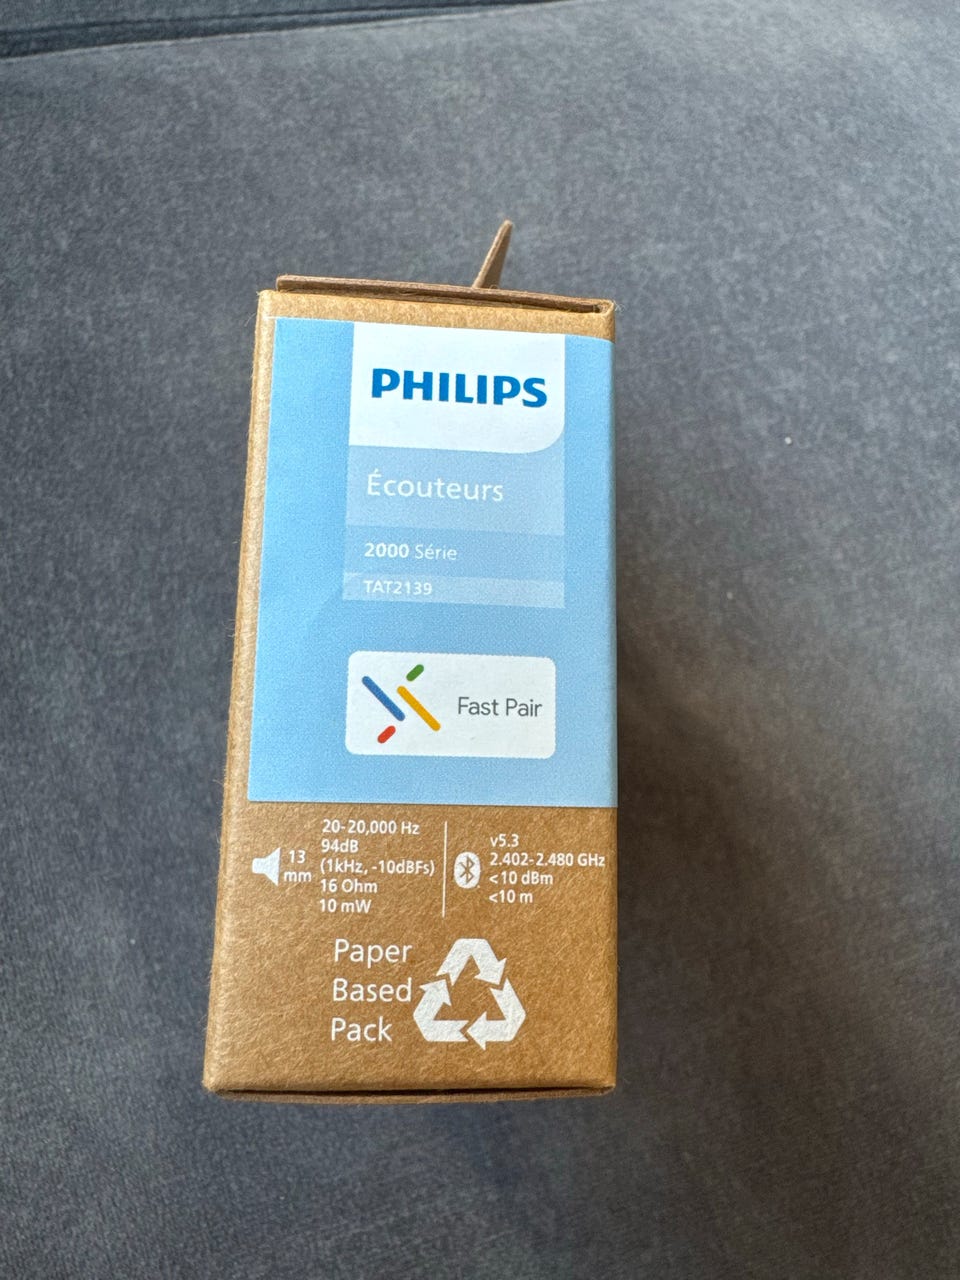 PHILIPS
Écouteurs
2000 Série
TAT2139
Fast Pair
13
mm
20-20,000 Hz
94dB
(1kHz, -10dBFs)
16 Ohm
10 mW
v5.3
2.402-2.480 GHz
<10 dBm
<10 m
Paper
Based
Pack